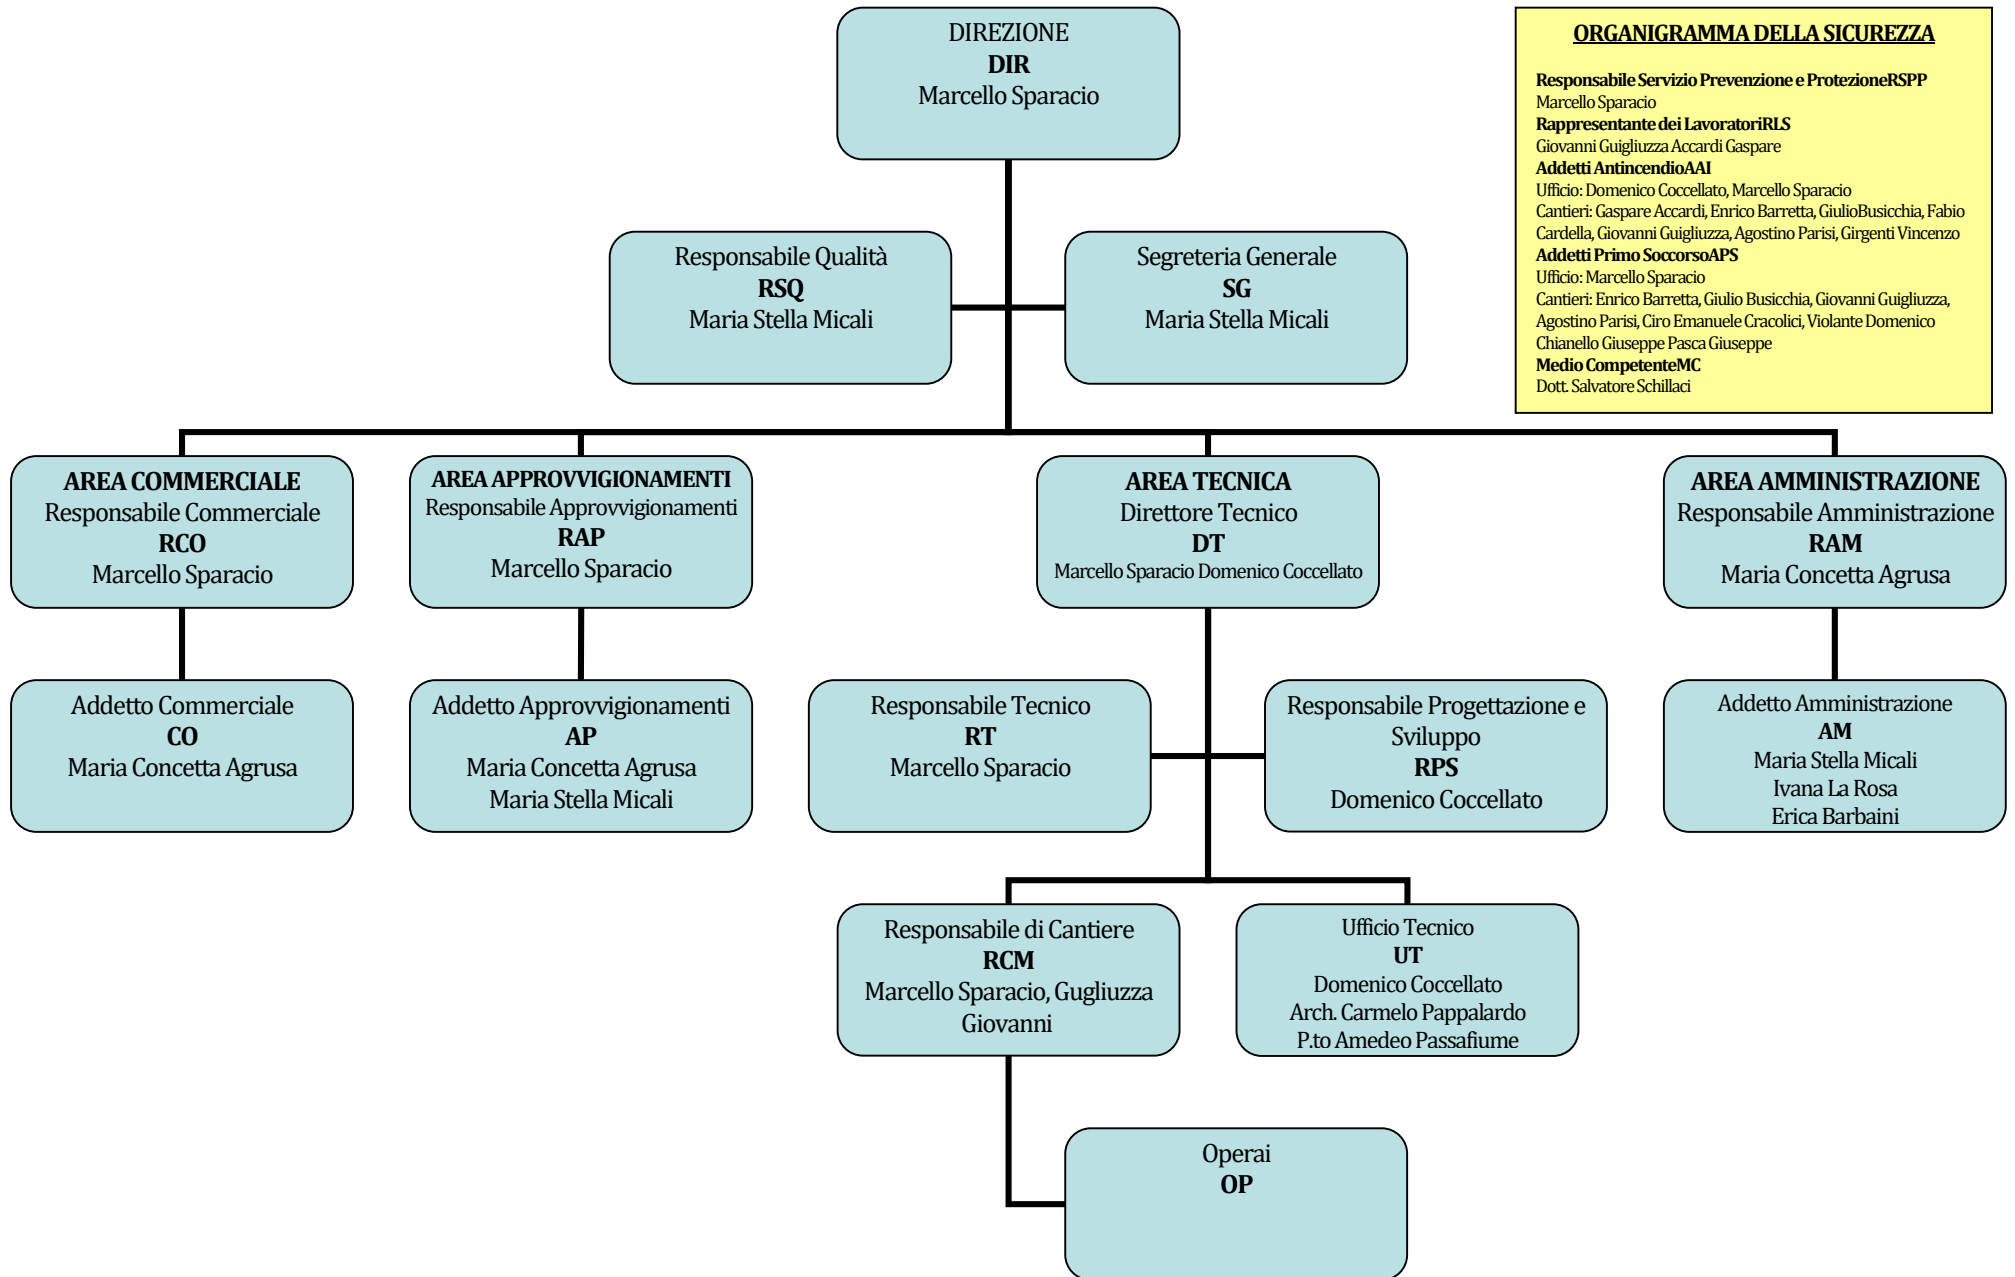 DIREZIONE
DIR
Marcello Sparacio
ORGANIGRAMMA DELLA SICUREZZA
Responsabile Servizio Prevenzione e ProtezioneRSPP
Marcello Sparacio
Rappresentante dei LavoratoriRLS
Giovanni Guigliuzza Accardi Gaspare
Addetti AntincendioAAI
Ufficio: Domenico Coccellato, Marcello Sparacio
Cantieri: Gaspare Accardi, Enrico Barretta, GiulioBusicchia, Fabio
Cardella, Giovanni Guigliuzza, Agostino Parisi, Girgenti Vincenzo
Addetti Primo SoccorsoAPS
Ufficio: Marcello Sparacio
Cantieri: Enrico Barretta, Giulio Busicchia, Giovanni Guigliuzza,
Agostino Parisi, Ciro Emanuele Cracolici, Violante Domenico
Chianello Giuseppe Pasca Giuseppe
Medio CompetenteMC
Dott. Salvatore Schillaci
Responsabile Qualità
RSQ
Maria Stella Micali
Segreteria Generale
SG
Maria Stella Micali
AREA COMMERCIALE
Responsabile Commerciale
RCO
Marcello Sparacio
AREA APPROVVIGIONAMENTI
Responsabile Approvvigionamenti
RAP
Marcello Sparacio
AREA TECNICA
Direttore Tecnico
DT
Marcello Sparacio Domenico Coccellato
AREA AMMINISTRAZIONE
Responsabile Amministrazione
RAM
Maria Concetta Agrusa
Addetto Commerciale
CO
Maria Concetta Agrusa
Addetto Approvvigionamenti
AP
Maria Concetta Agrusa
Maria Stella Micali
Responsabile Tecnico
RT
Marcello Sparacio
Responsabile Progettazione e
Sviluppo
RPS
Domenico Coccellato
Addetto Amministrazione
AM
Maria Stella Micali
Ivana La Rosa
Erica Barbaini
Responsabile di Cantiere
RCM
Marcello Sparacio, Gugliuzza
Giovanni
Ufficio Tecnico
UT
Domenico Coccellato
Arch. Carmelo Pappalardo
P.to Amedeo Passafiume
Operai
OP